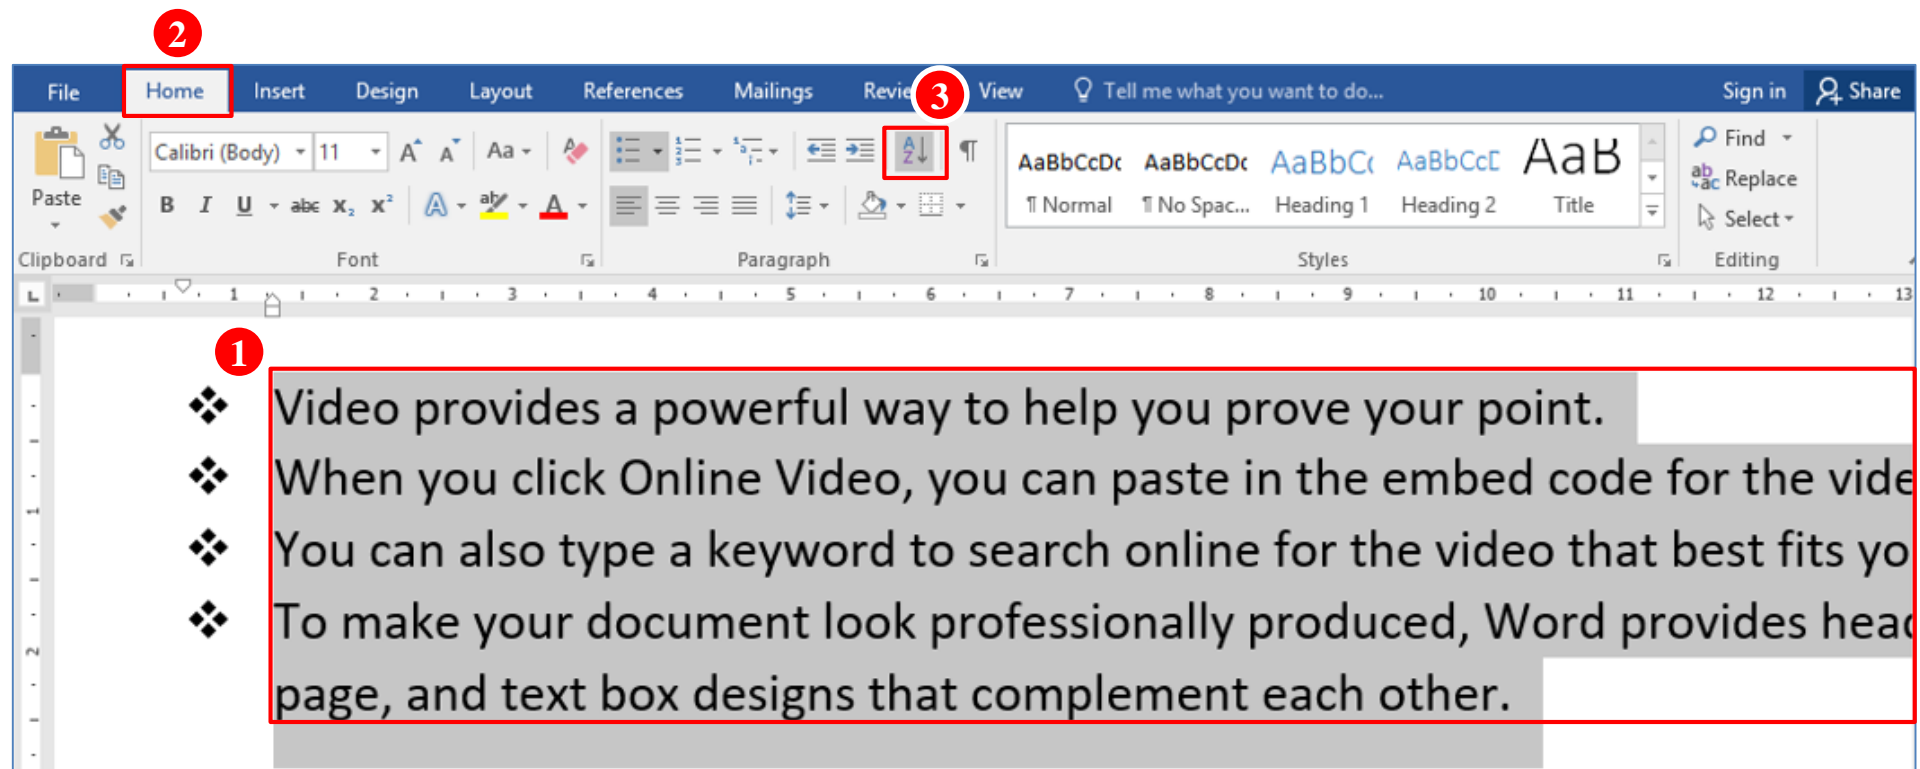 2
File Home Insert Design Layout References Mailings View Tell me what you want to do... Sign in Share
3
Calibri (Body) 11 Aa
Paste
B I U abc X₂ X² A A
AaBbCcDc AaBbCcDc AaBbC AaBbCcE AaB
¶ Normal ¶ No Spac... Heading 1 Heading 2 Title
Find
Replace
Select
Clipboard Font Paragraph Styles Editing
1 2 3 4 5 6 7 8 9 10 11 12 13
1
Video provides a powerful way to help you prove your point.
When you click Online Video, you can paste in the embed code for the vide
You can also type a keyword to search online for the video that best fits yo
To make your document look professionally produced, Word provides head
page, and text box designs that complement each other.
1
2